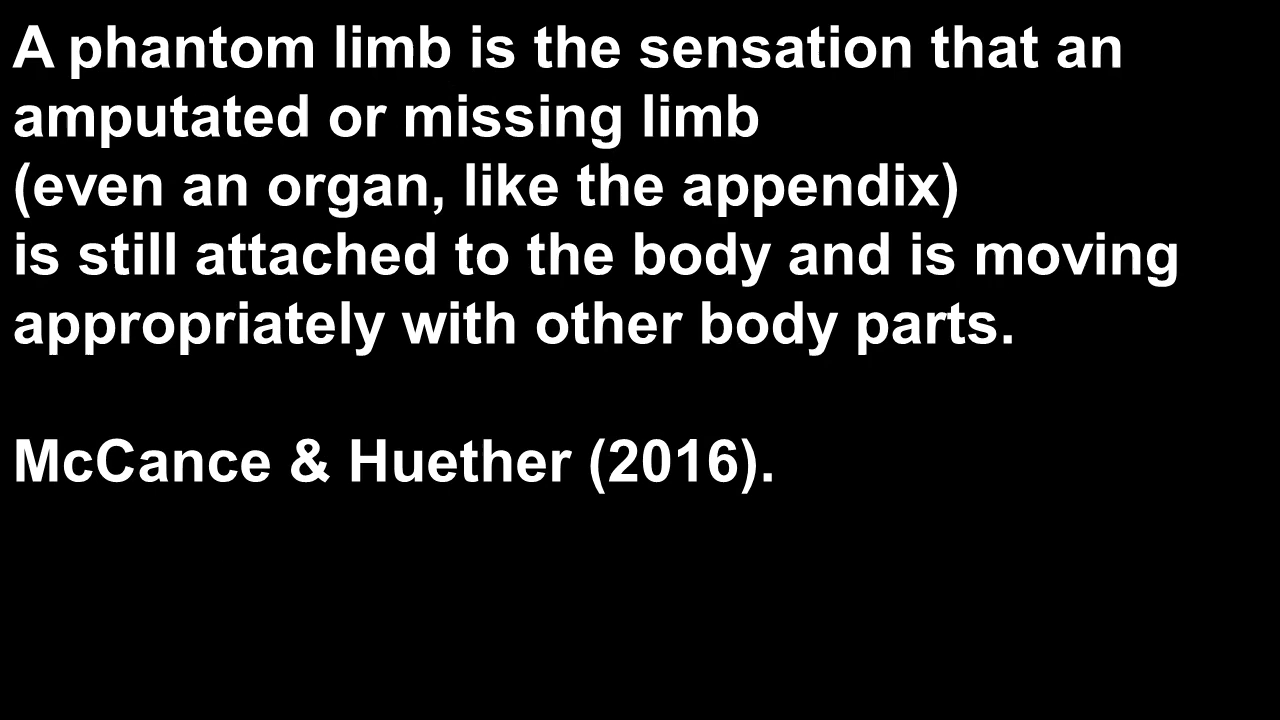 A phantom limb is the sensation that an
amputated or missing limb
(even an organ, like the appendix)
is still attached to the body and is moving
appropriately with other body parts.
McCance & Huether (2016).